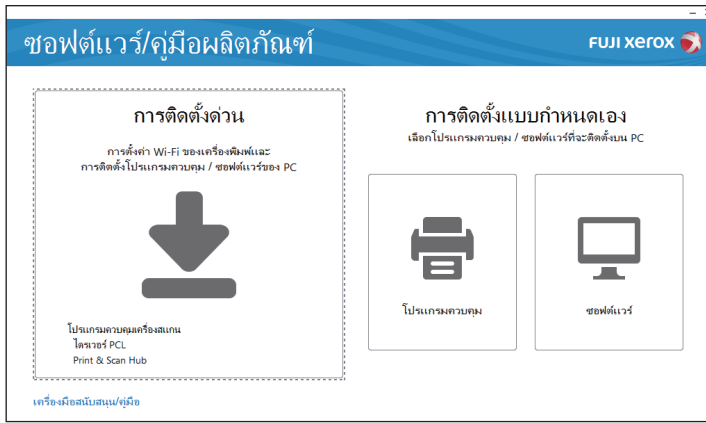 ซอฟต์แวร์/คู่มือผลิตภัณฑ์
FUJI xerox
การติดตั้งด่วน
การตั้งค่า Wi-Fi ของเครื่องพิมพ์และ
การติดตั้งโปรแกรมควบคุม / ซอฟต์แวร์ของ PC
โปรแกรมควบคุมเครื่องสแกน
ไดรเวอร์ PCL
Print & Scan Hub
การติดตั้งแบบกำหนดเอง
เลือกโปรแกรมควบคุม / ซอฟต์แวร์ที่จะติดตั้งบน PC
โปรแกรมควบคุม
ซอฟต์แวร์
เครื่องมือสนับสนุน/คู่มือ